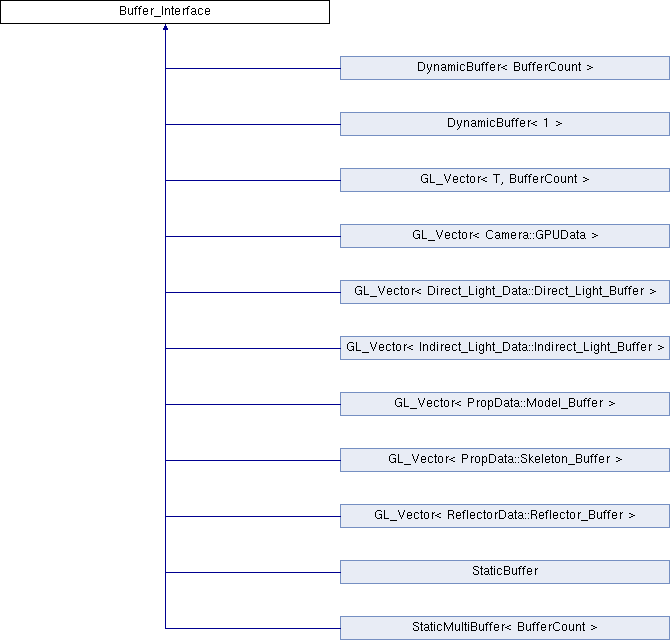 Buffer_Interface
DynamicBuffer< BufferCount >
DynamicBuffer< 1 >
GL_Vector< T, BufferCount >
GL_Vector< Camera::GPUData >
GL_Vector< Direct_Light_Data::Direct_Light_Buffer >
GL_Vector< Indirect_Light_Data::Indirect_Light_Buffer >
GL_Vector< PropData::Model_Buffer >
GL_Vector< PropData::Skeleton_Buffer >
GL_Vector< ReflectorData::Reflector_Buffer >
StaticBuffer
StaticMultiBuffer< BufferCount >